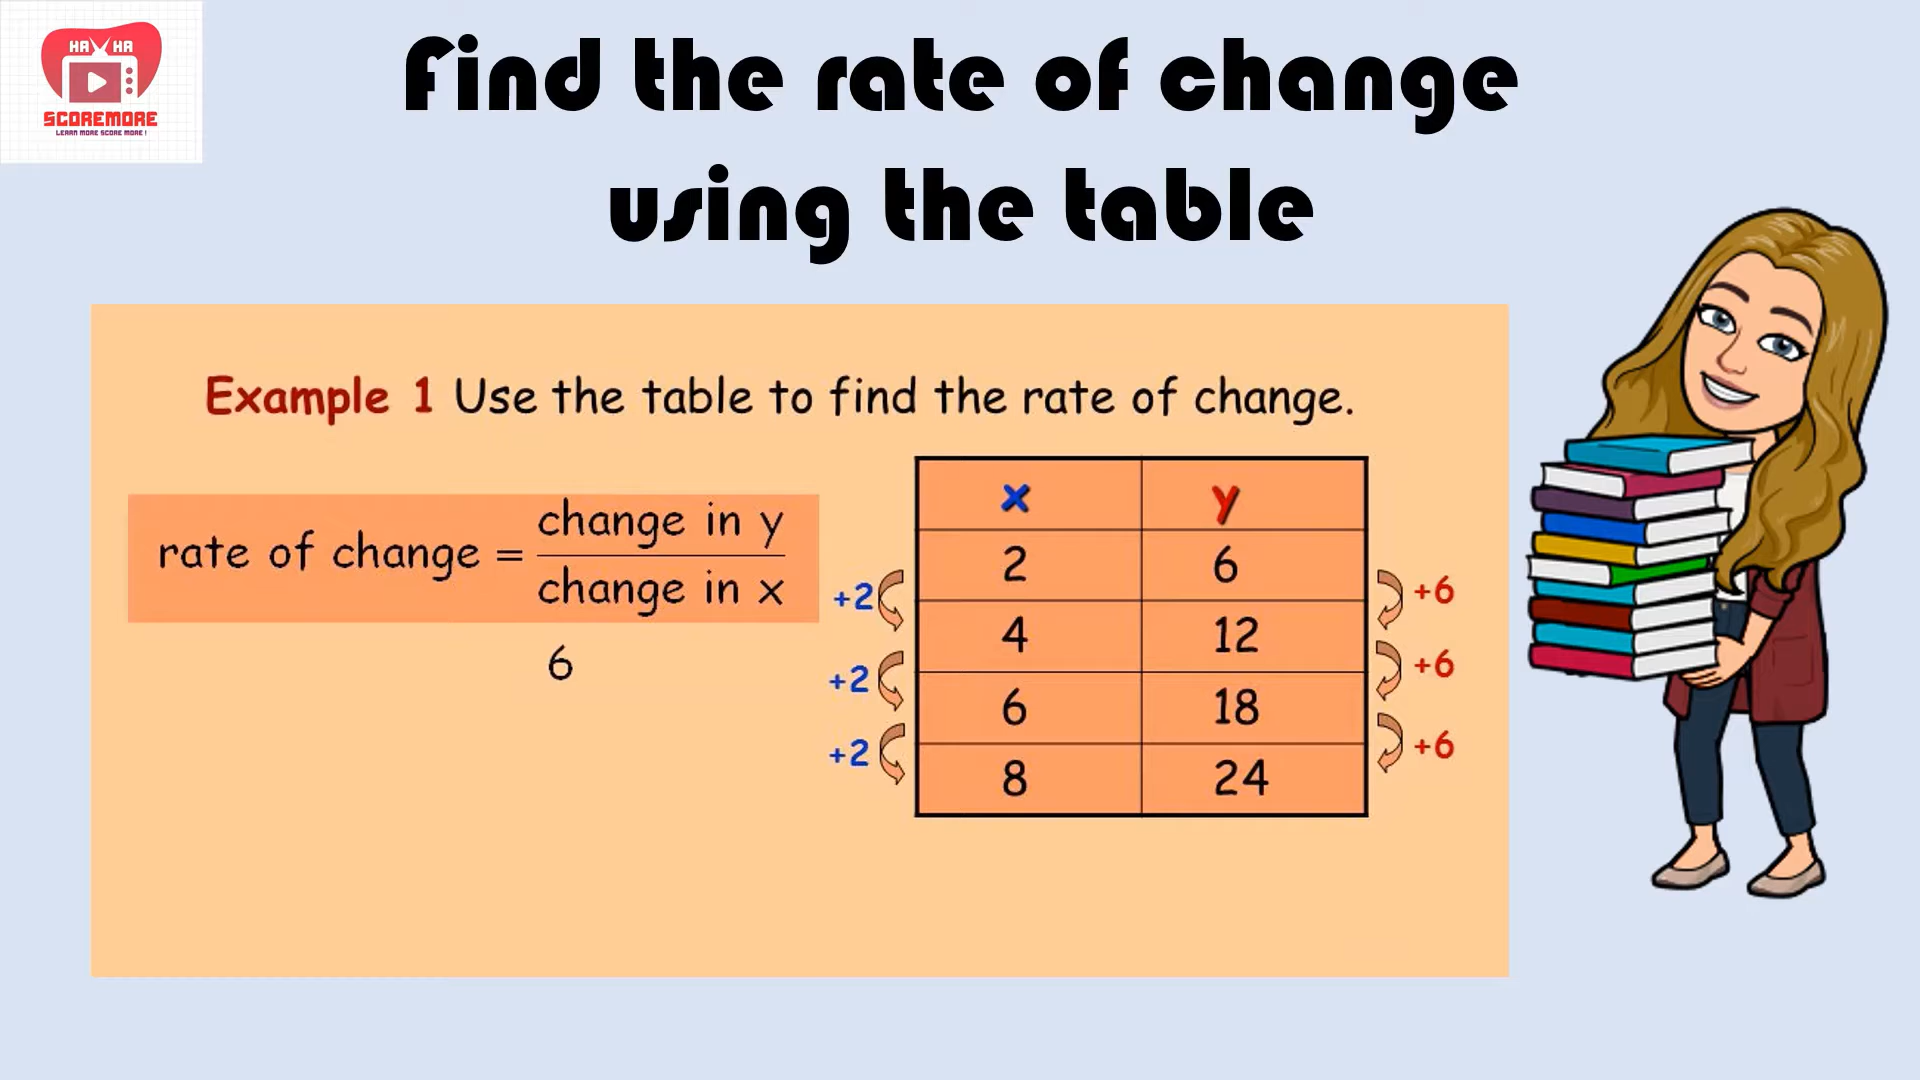 HA HA
SCOREMORE
LEARN MORE SCORE MORE !
Find the rate of change
using the table
Example 1 Use the table to find the rate of change.
rate of change = change in y
change in x
6
x y
2 6
4 12
6 18
8 24
+2
+2
+2
+6
+6
+6